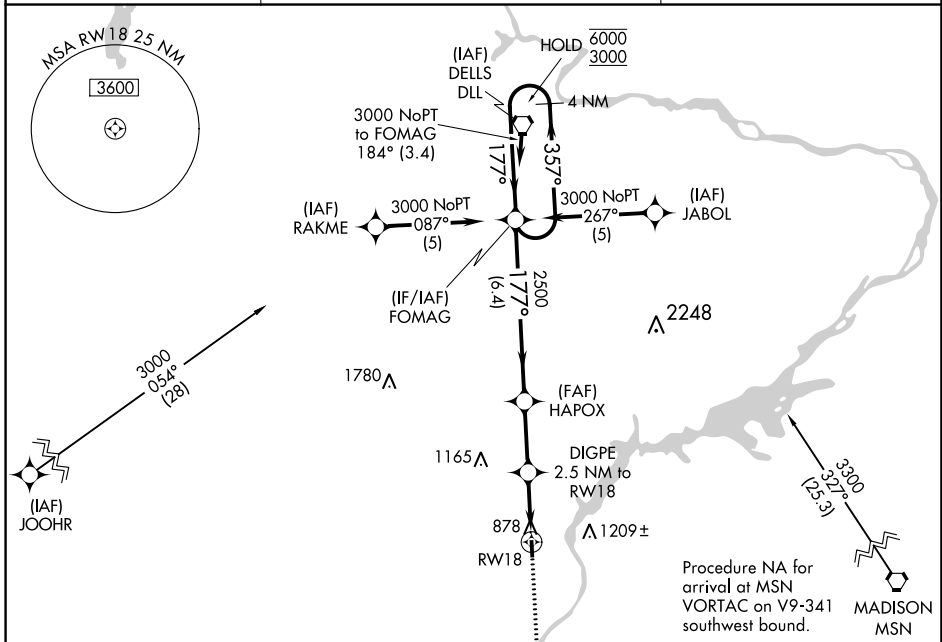 MSA RW18 25 NM
3600
(IAF)
DELLS
DLL
HOLD
6000
3000
4 NM
3000 NoPT
to FOMAG
184° (3.4)
177°
357°
(IAF)
RAKME
3000 NoPT
087°
(5)
3000 NoPT
267°
(5)
(IAF)
JABOL
(IF/IAF)
FOMAG
2500
177°
(6.4)
2248
3000
054°
(28)
1780
(FAF)
HAPOX
1165
DIGPE
2.5 NM to
RW18
(IAF)
JOOHR
878
RW18
1209±
3300
327°
(25.3)
Procedure NA for
arrival at MSN
VORTAC on V9-341
southwest bound.
MADISON
MSN